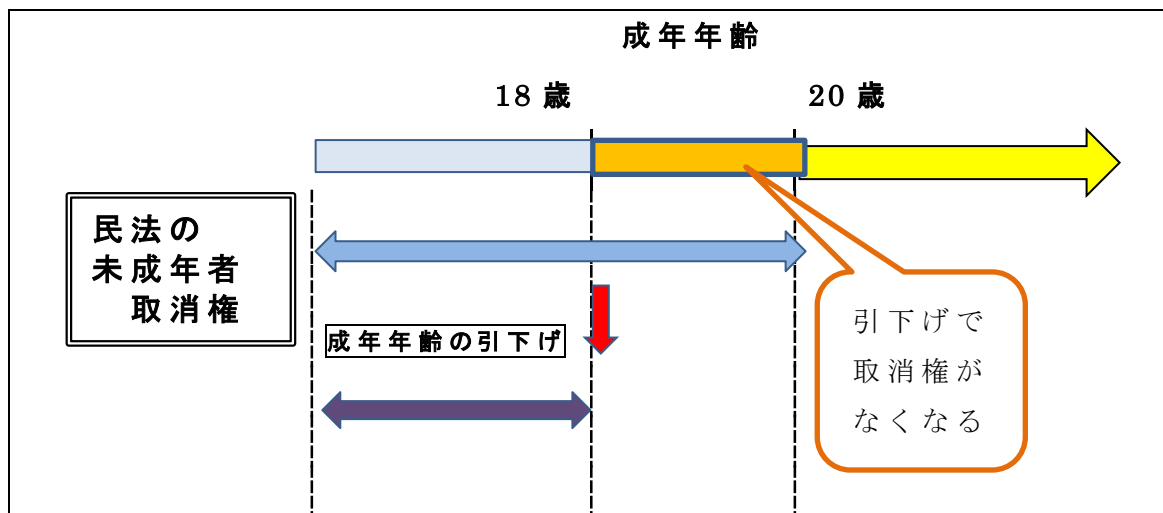 成年年齢
18歳
20歳
民法の
未成年者
取消権
成年年齢の引下げ
引下げで
取消権が
なくなる